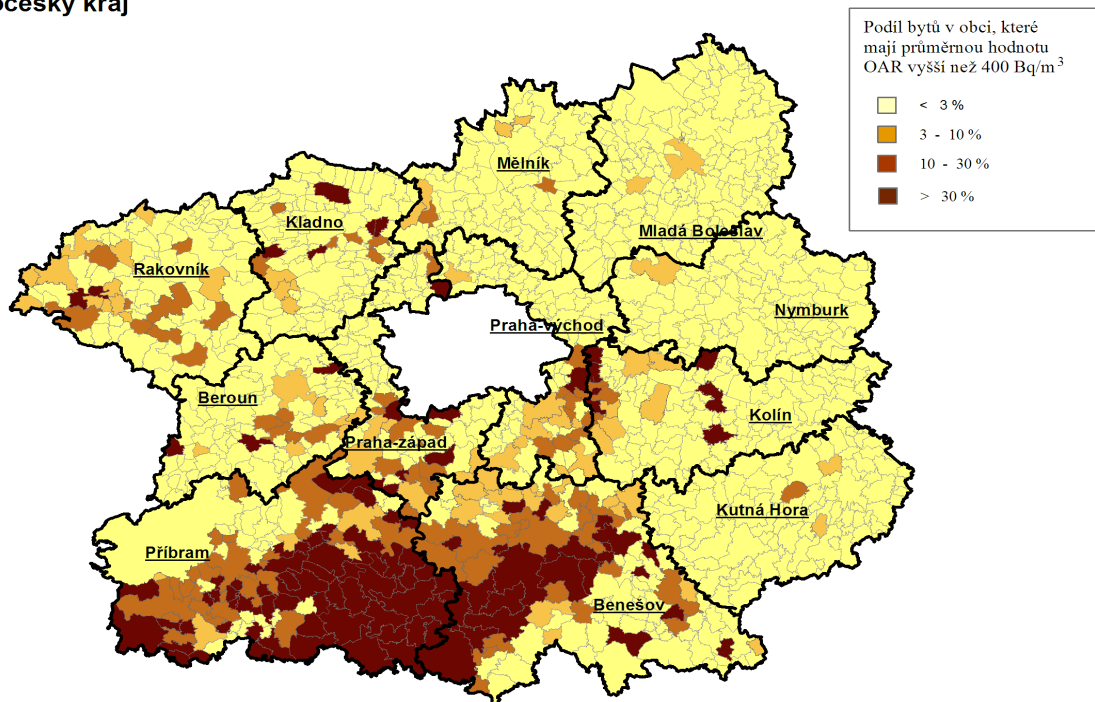 očeský kraj
Podíl bytů v obci, které
mají průměrnou hodnotu
OAR vyšší než 400 Bq/m³
< 3 %
3 - 10 %
10 - 30 %
> 30 %
Mělník
Kladno
Mladá Boleslav
Rakovník
Nymburk
Praha-východ
Beroun
Kolín
Praha-západ
Kutná Hora
Příbram
Benešov